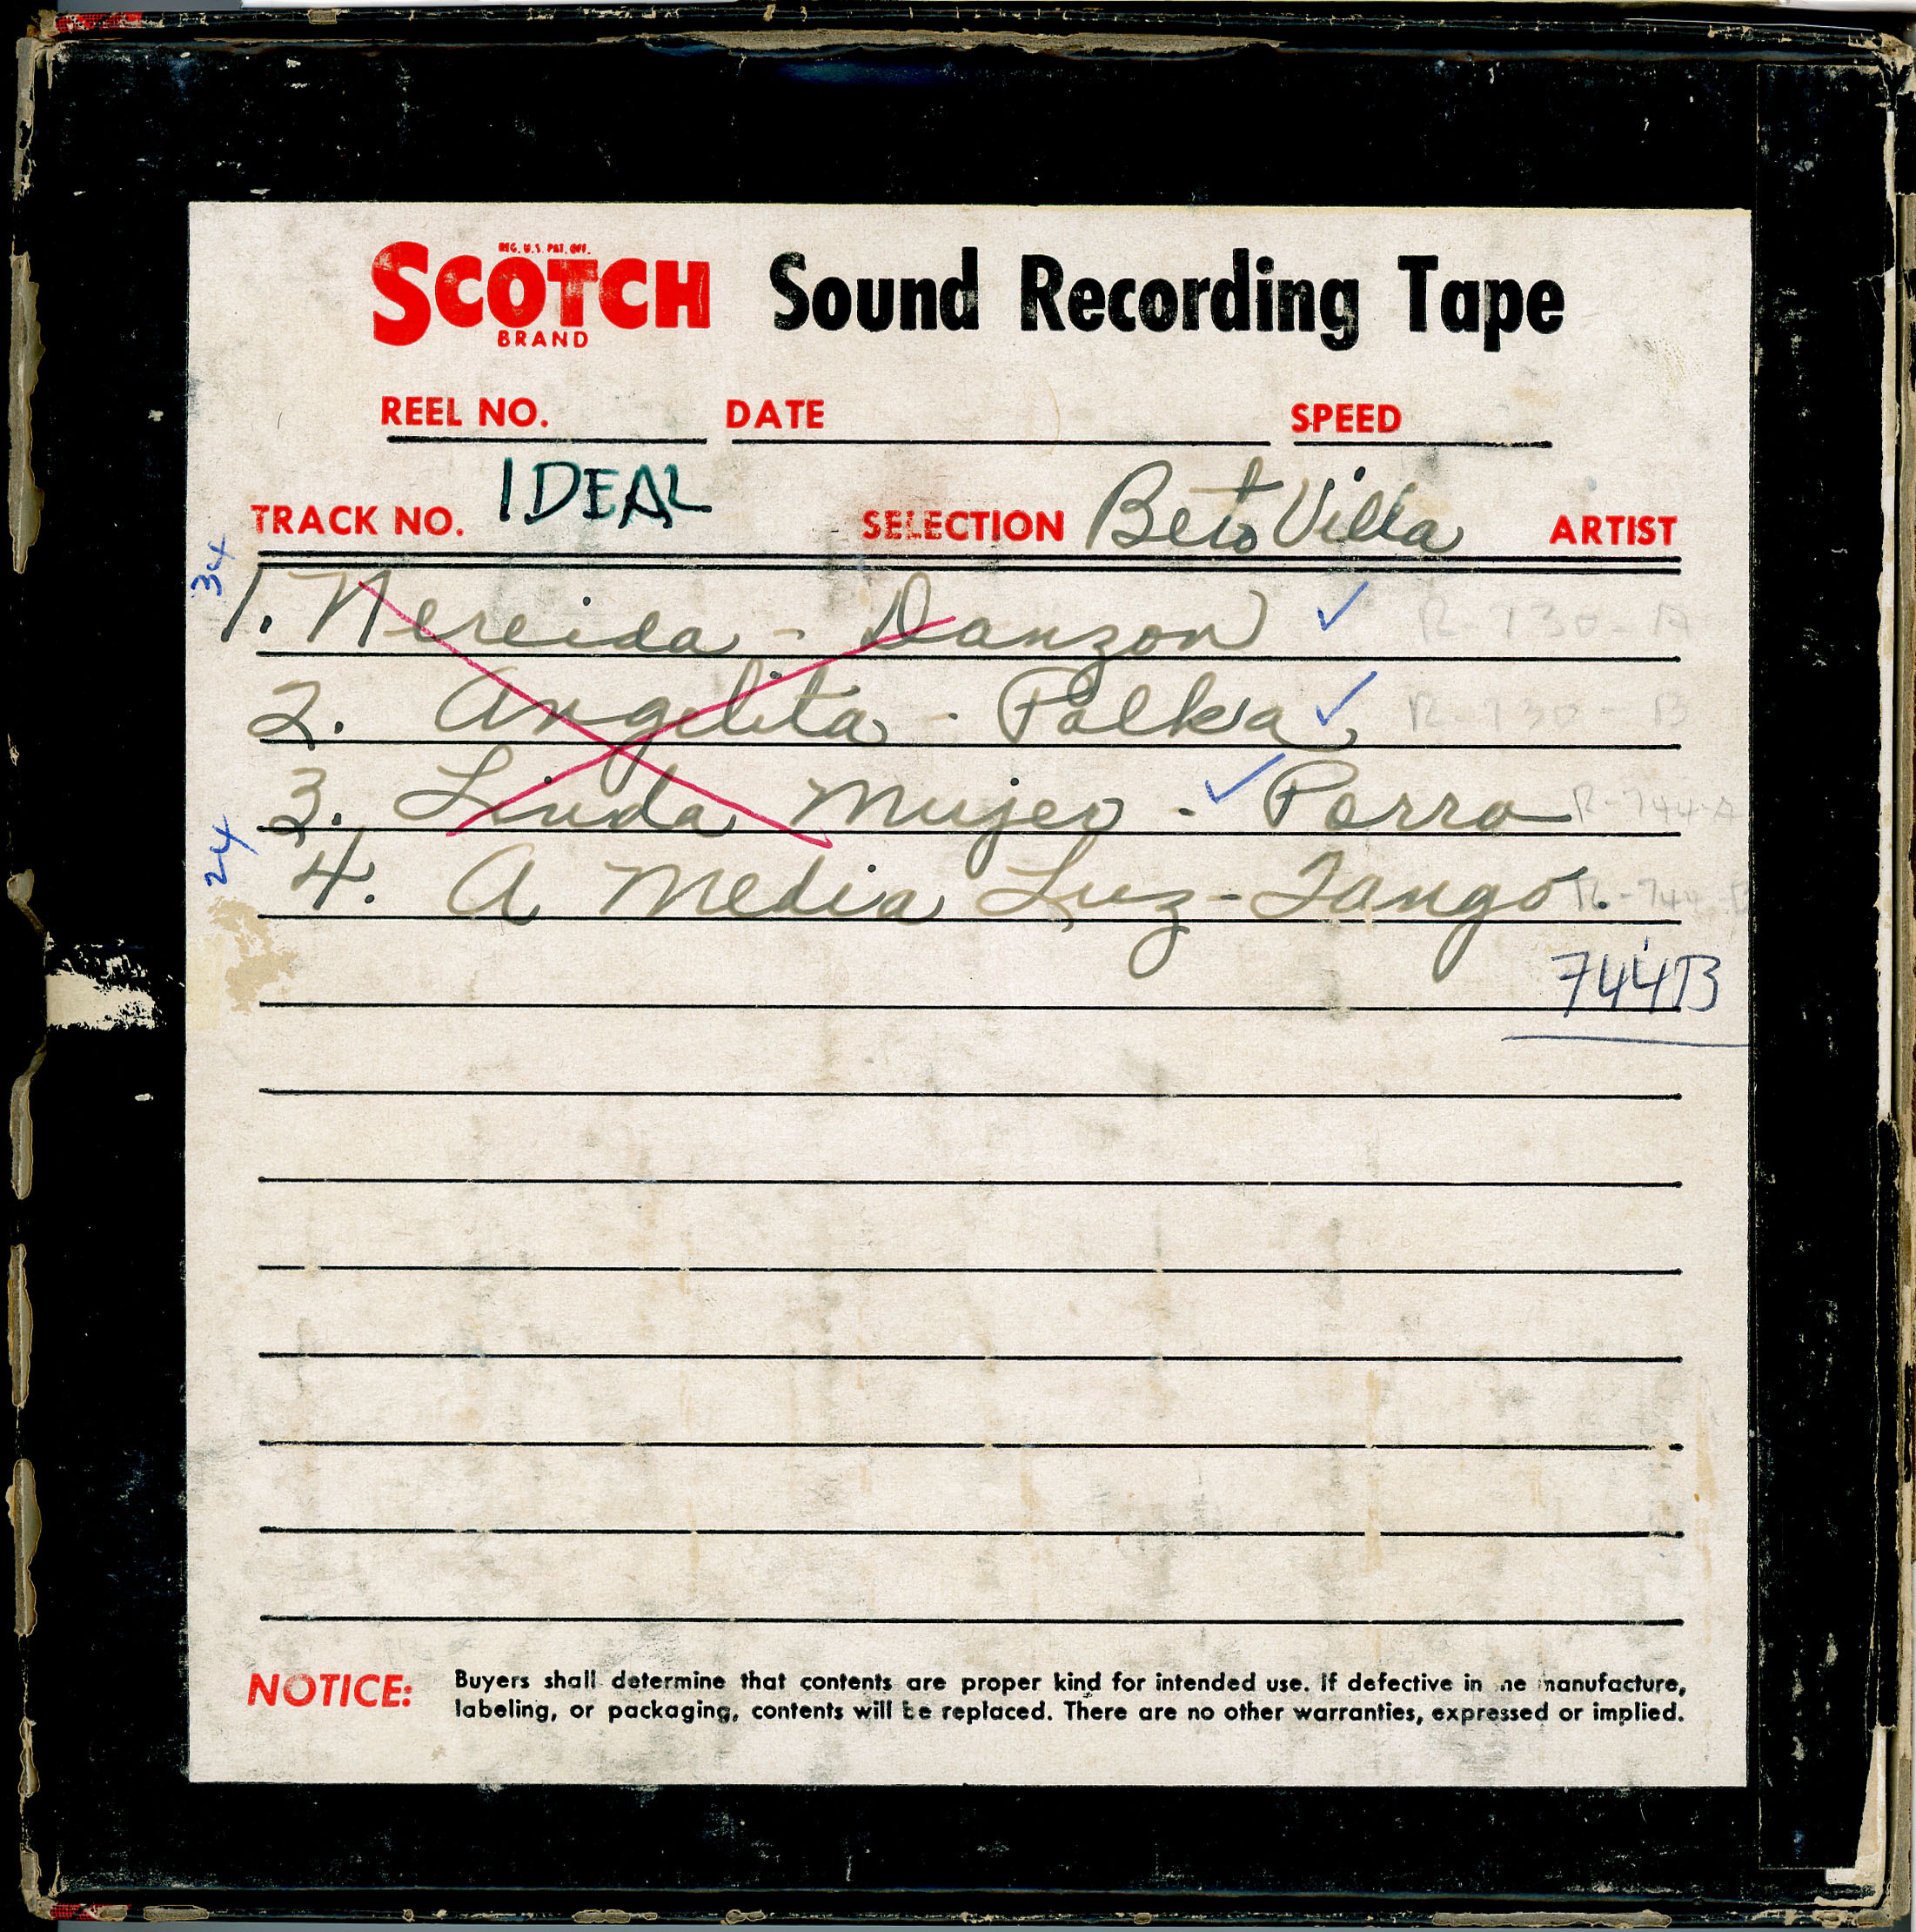 REG. U.S. PAT. OFF.
SCOTCH Sound Recording Tape
BRAND
REEL NO. DATE SPEED
TRACK NO. IDEAL SELECTION Beto Villa ARTIST
34
1. Nereida - Danzon ✓ R-730-A
2. Angelita - Polka ✓ R-730-B
3. Linda Mujer - ✓ Porro R-744-A
24
4. A Media Luz - Tango. R-744-B
744B
NOTICE: Buyers shall determine that contents are proper kind for intended use. If defective in manufacture,
labeling, or packaging, contents will be replaced. There are no other warranties, expressed or implied.